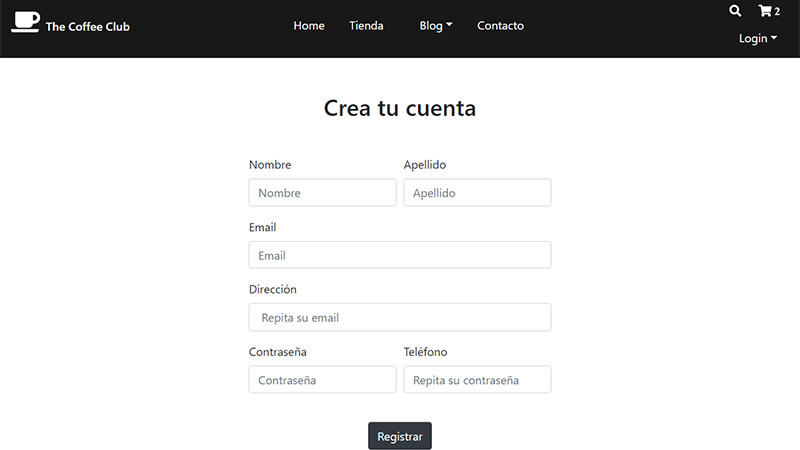 The Coffee Club
Home Tienda Blog Contacto
2
Login
Crea tu cuenta
Nombre Apellido
Nombre Apellido
Email
Email
Dirección
Repita su email
Contraseña Teléfono
Contraseña Repita su contraseña
Registrar